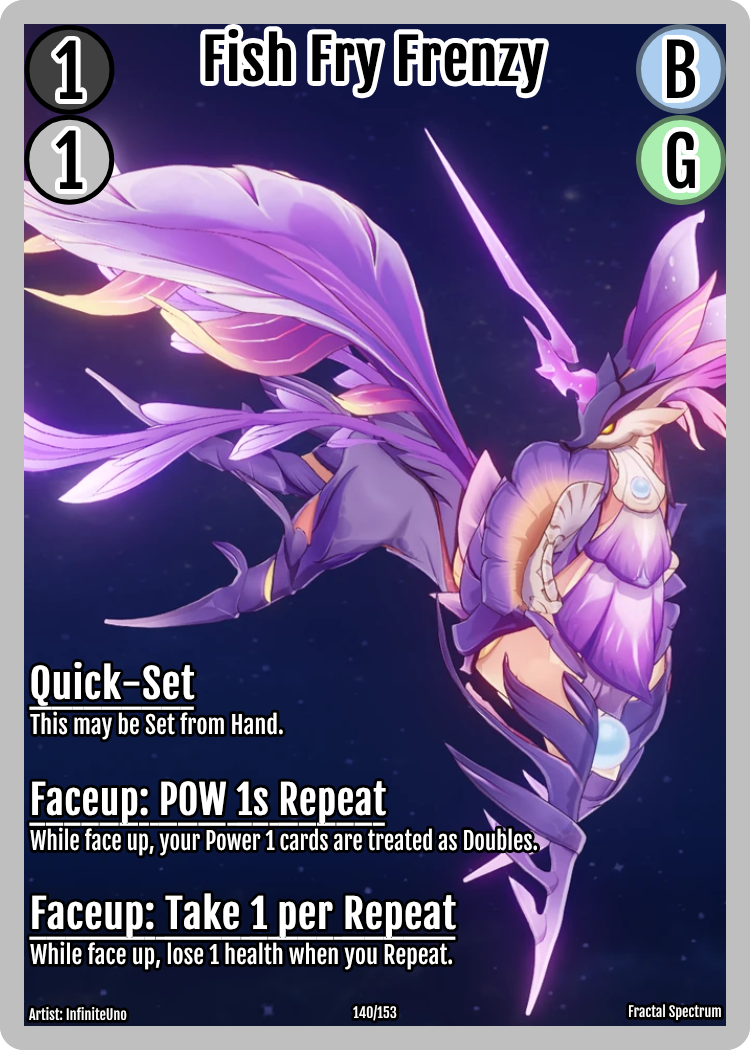 1
Fish Fry Frenzy
B
1
G
Quick-Set
This may be Set from Hand.
Faceup: POW 1s Repeat
While face up, your Power 1 cards are treated as Doubles.
Faceup: Take 1 per Repeat
While face up, lose 1 health when you Repeat.
Artist: InfiniteUno
140/153
Fractal Spectrum